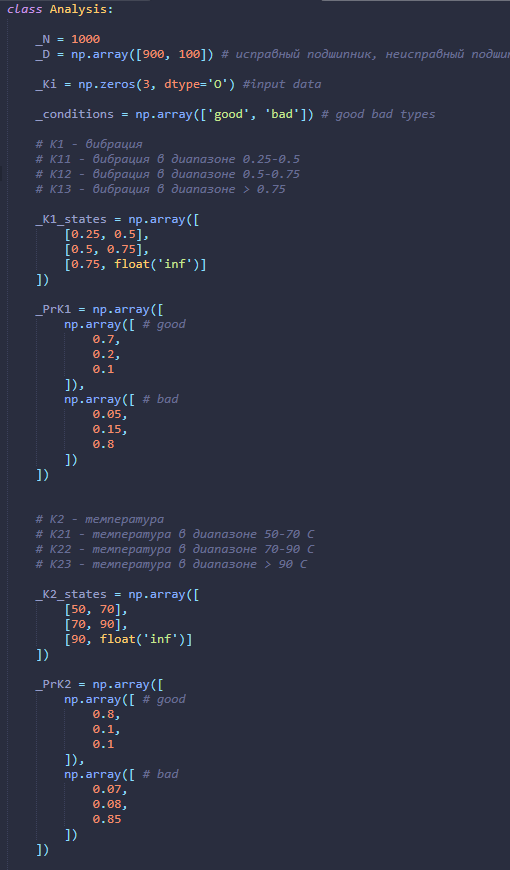 class Analysis:
_N = 1000
_D = np.array([900, 100]) # исправный подшипник, неисправный
_Ki = np.zeros(3, dtype='O') #input data
_conditions = np.array(['good', 'bad']) # good bad types
# K1 - вибрация
# K11 - вибрация в диапазоне 0.25-0.5
# K12 - вибрация в диапазоне 0.5-0.75
# K13 - вибрация в диапазоне > 0.75
_K1_states = np.array([
[0.25, 0.5],
[0.5, 0.75],
[0.75, float('inf')]
])
_PrK1 = np.array([
np.array([ # good
0.7,
0.2,
0.1
]),
np.array([ # bad
0.05,
0.15,
0.8
])
])
# K2 - температура
# K21 - температура в диапазоне 50-70 C
# K22 - температура в диапазоне 70-90 C
# K23 - температура в диапазоне > 90 C
_K2_states = np.array([
[50, 70],
[70, 90],
[90, float('inf')]
])
_PrK2 = np.array([
np.array([ # good
0.8,
0.1,
0.1
]),
np.array([ # bad
0.07,
0.08,
0.85
])
])